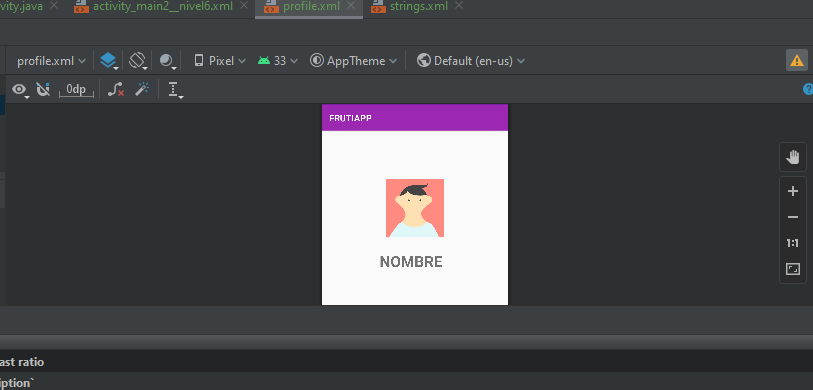 vity.java activity_main2__nivel6.xml profile.xml strings.xml
profile.xml Pixel 33 AppTheme Default (en-us)
0dp
FRUTIAPP
1:1
NOMBRE
ast ratio
iption`